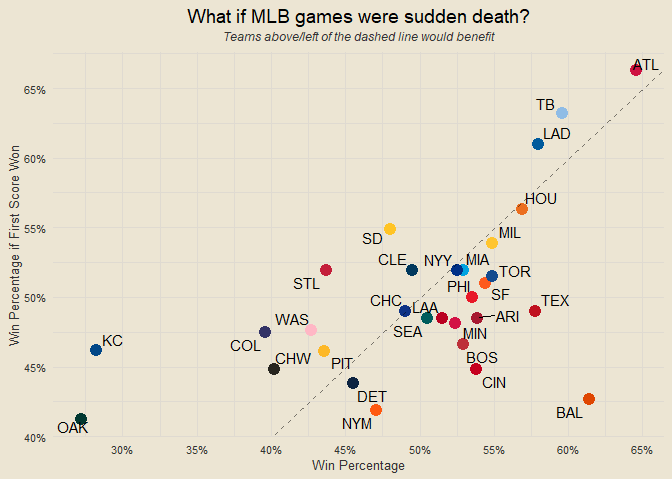 What if MLB games were sudden death?
Teams above/left of the dashed line would benefit
ATL
65%
TB
LAD
60%
HOU
55%
SD
MIL
CLE
NYY
MIA
TOR
STL
PHI
SF
50%
CHC
LAA
TEX
ARI
WAS
SEA
MIN
COL
KC
PIT
BOS
45%
CHW
CIN
DET
BAL
NYM
OAK
40%
30%
35%
40%
45%
50%
55%
60%
65%
Win Percentage
Win Percentage if First Score Won